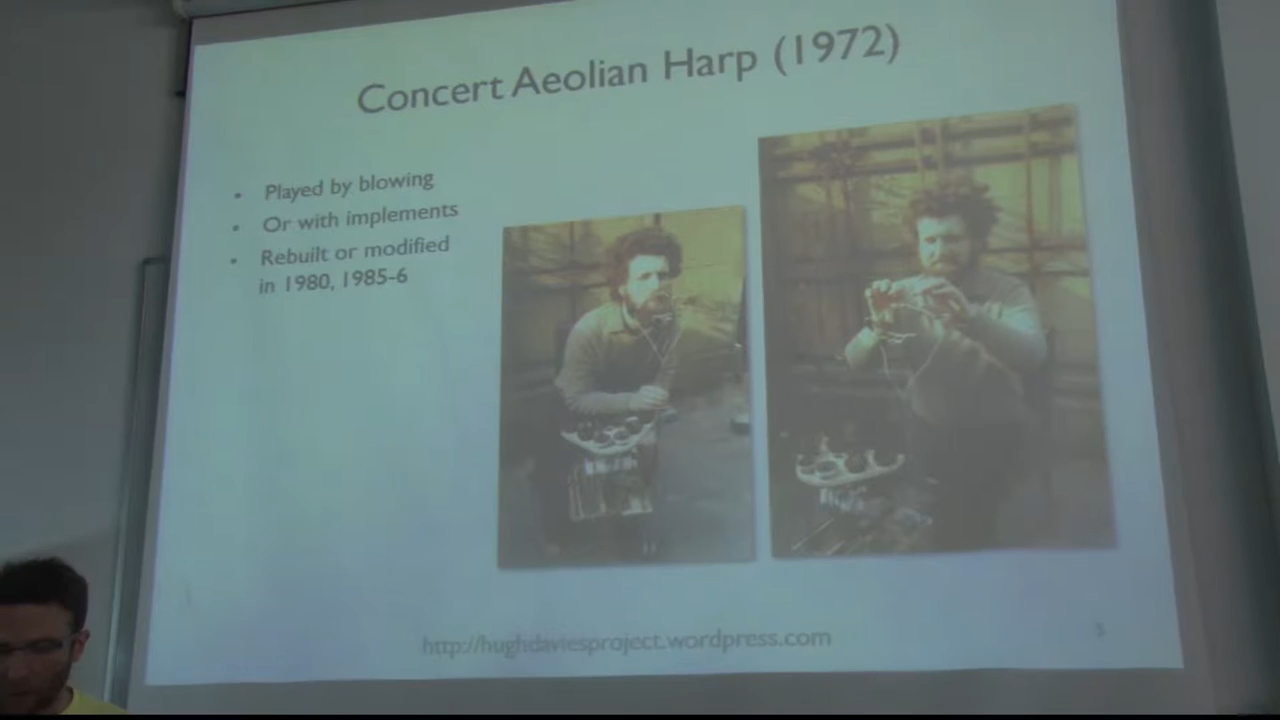 Concert Aeolian Harp (1972)
• Played by blowing
• Or with implements
• Rebuilt or modified
in 1980, 1985-6
http://hughdaviesproject.wordpress.com
3